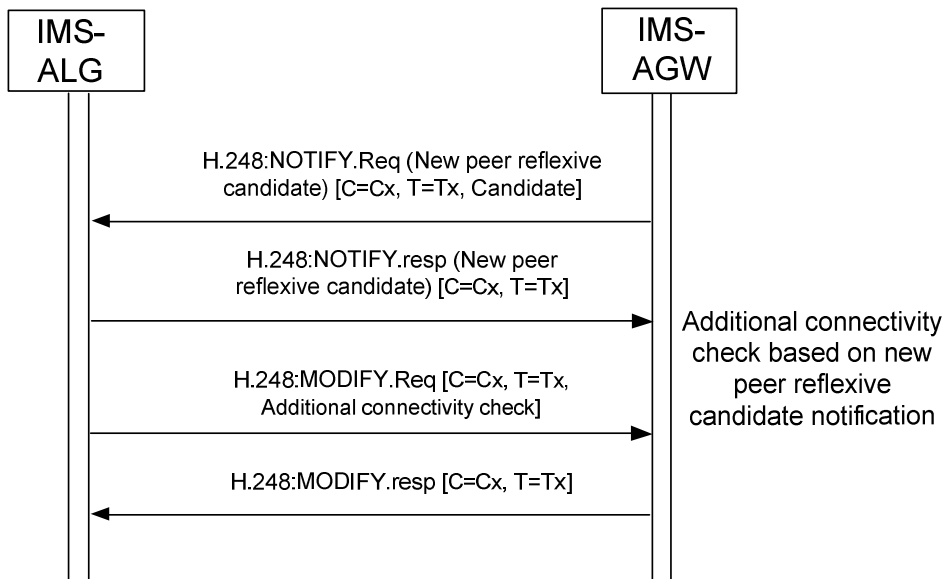 IMS-
ALG
IMS-
AGW
H.248:NOTIFY.Req (New peer reflexive
candidate) [C=Cx, T=Tx, Candidate]
H.248:NOTIFY.resp (New peer
reflexive candidate) [C=Cx, T=Tx]
Additional connectivity
check based on new
peer reflexive
candidate notification
H.248:MODIFY.Req [C=Cx, T=Tx,
Additional connectivity check]
H.248:MODIFY.resp [C=Cx, T=Tx]